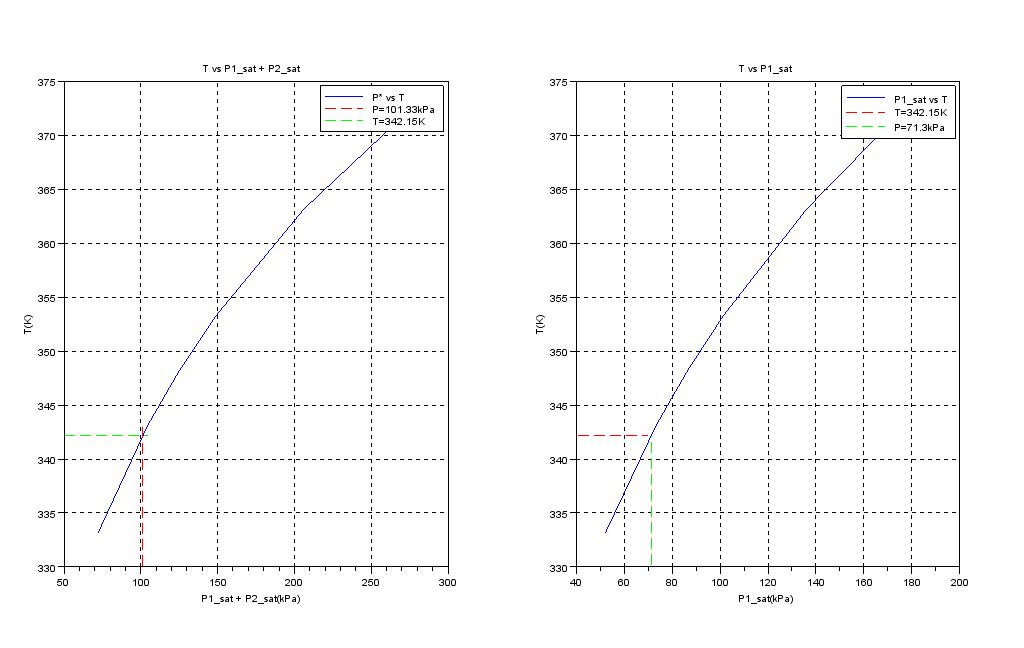 T vs P1_sat + P2_sat
375
370
365
360
355
350
345
340
335
330
T(K)
P* vs T
P=101.33kPa
T=342.15K
50 100 150 200 250 300
P1_sat + P2_sat(kPa)
T vs P1_sat
375
370
365
360
355
350
345
340
335
330
T(K)
P1_sat vs T
T=342.15K
P=71.3kPa
40 60 80 100 120 140 160 180 200
P1_sat(kPa)